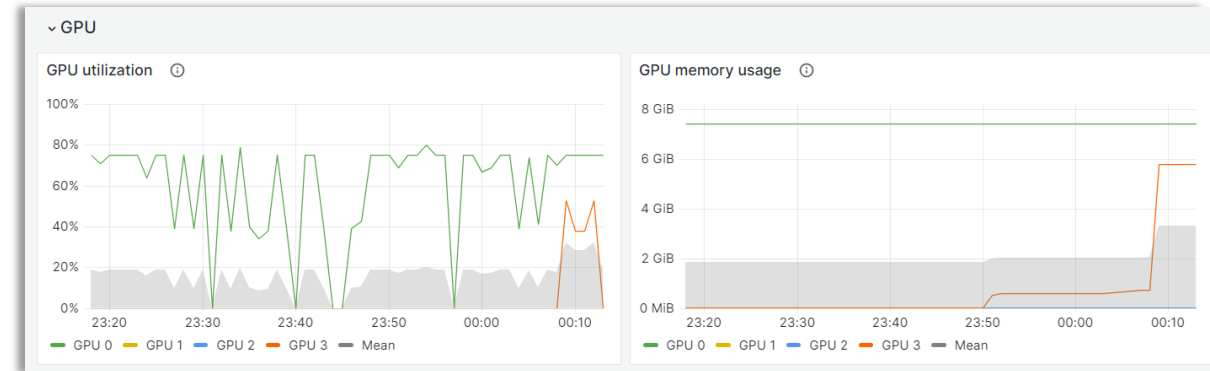 GPU
GPU utilization
100%
80%
60%
40%
20%
0%
23:20 23:30 23:40 23:50 00:00 00:10
GPU 0 GPU 1 GPU 2 GPU 3 Mean
GPU memory usage
8 GiB
6 GiB
4 GiB
2 GiB
0 MiB
23:20 23:30 23:40 23:50 00:00 00:10
GPU 0 GPU 1 GPU 2 GPU 3 Mean